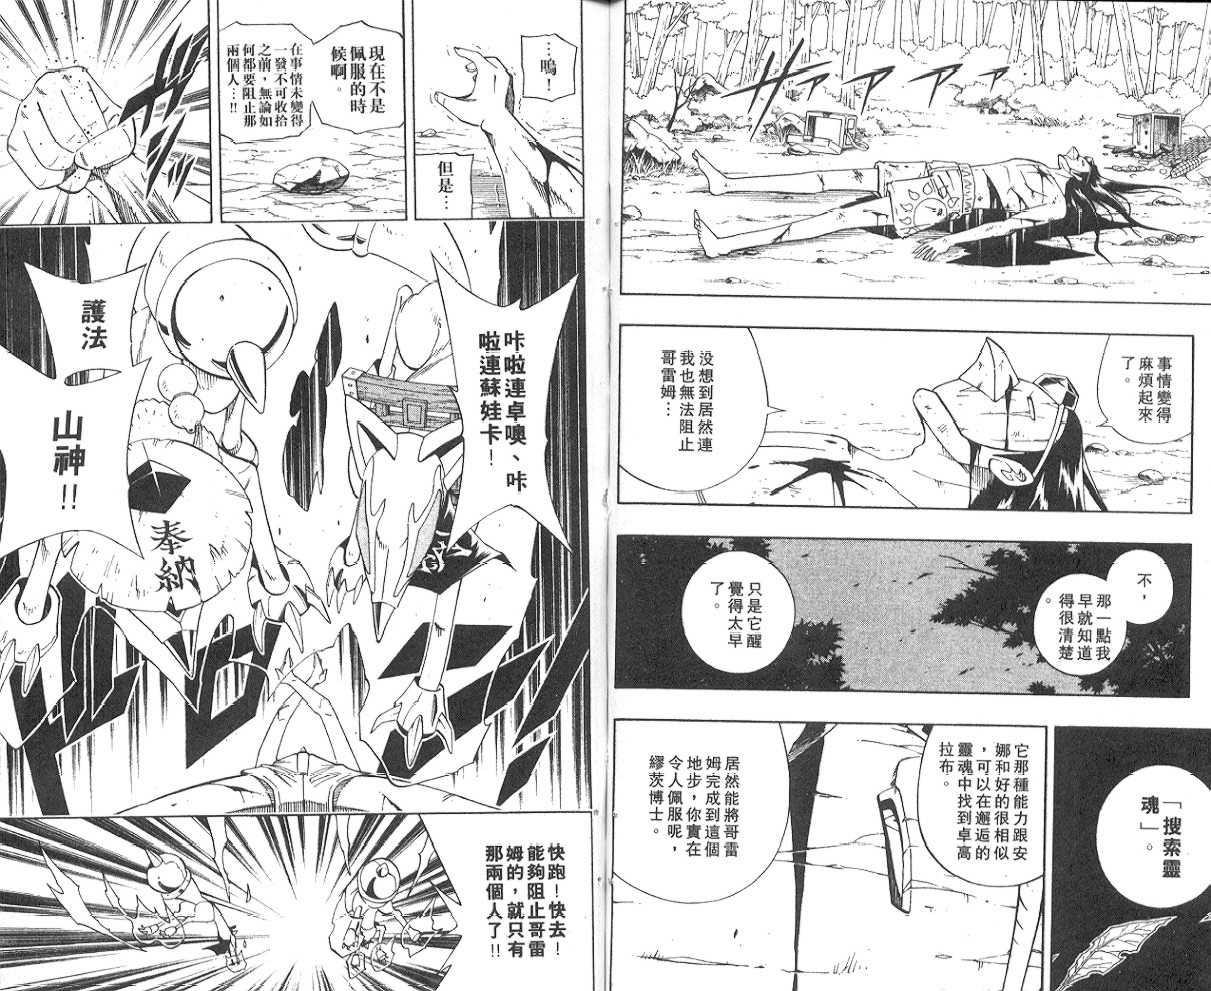 ザァァァァ
事情變得
麻煩起來
了。
没想到居然連
我也無法阻止
哥雷姆…
不，
那一點我
早就知道
得很清楚
。
只是它醒
覺得太早
了。
「搜索靈
魂」。
它那種能力跟安
娜和好的很相似
，可以在邂逅的
靈魂中找到卓高
拉布。
居然能將哥雷
姆完成到這個
地步，你實在
令人佩服呢，
繆茨博士。
…嗚！
但是…
現在不是
佩服的時
候啊。
在事情未變得
一發不可收拾
之前，無論如
何都要阻止那
兩個人…!!
咔啦連卓噢、咔
啦連蘇娃卡！
護法
山神!!
奉納
快跑！快去！
能夠阻止哥雷
姆的，就只有
那兩個人了!!